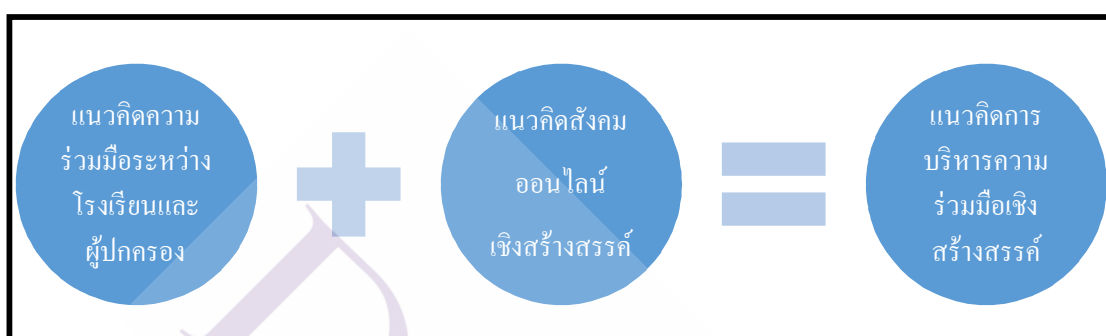 แนวคิดความ
ร่วมมือระหว่าง
โรงเรียนและ
ผู้ปกครอง
แนวคิดสังคม
ออนไลน์
เชิงสร้างสรรค์
แนวคิดการ
บริหารความ
ร่วมมือเชิง
สร้างสรรค์